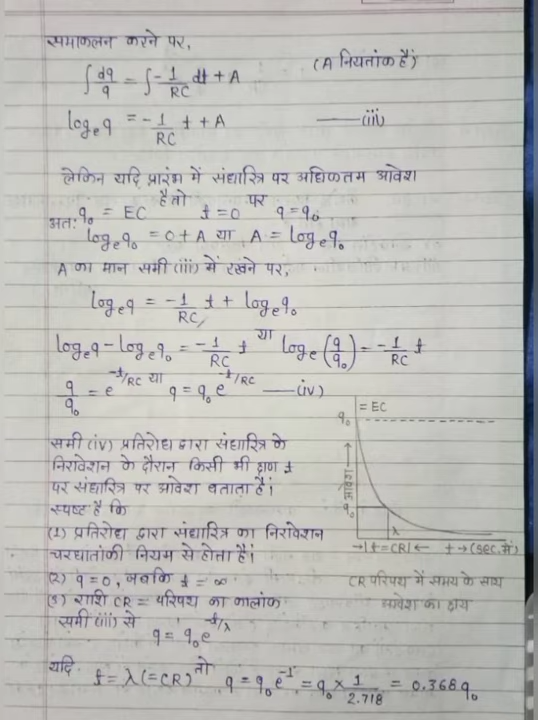 समाकलन करने पर,
∫ dq/q = ∫ -1/RC dt + A (A नियतांक है)
logₑq = -1/RC t + A ——(iii)
लेकिन यदि प्रारंभ में संधारित्र पर अधिकतम आवेश
है तो पर
अतः q₀ = EC t=0 q=q₀
logₑq₀ = 0 + A या A = logₑq₀
A का मान समी (iii) में रखने पर,
logₑq = -1/RC t + logₑq₀
logₑq - logₑq₀ = -1/RC t या logₑ(q/q₀) = -1/RC t
q/q₀ = e^(-t/RC) या q = q₀e^(-t/RC) ——(iv)
समी (iv) प्रतिरोध द्वारा संधारित्र के
निरावेशन के दौरान किसी भी क्षण t
पर संधारित्र पर आवेश बताता है।
स्पष्ट है कि
(1) प्रतिरोध द्वारा संधारित्र का निरावेशन
चरघातांकी नियम से होता है।
(2) q = 0, जबकि t = ∞
(3) राशि CR = परिपथ का कालांक
समी (iii) से
q = q₀e^(-t/λ)
यदि t = λ(=CR) तो q = q₀e⁻¹ = q₀ × 1/2.718 = 0.368q₀
= EC
q₀
आवेश
q₀
λ
→| t=CR |← t→(sec.में)
CR परिपथ में समय के साथ
आवेश का क्षय